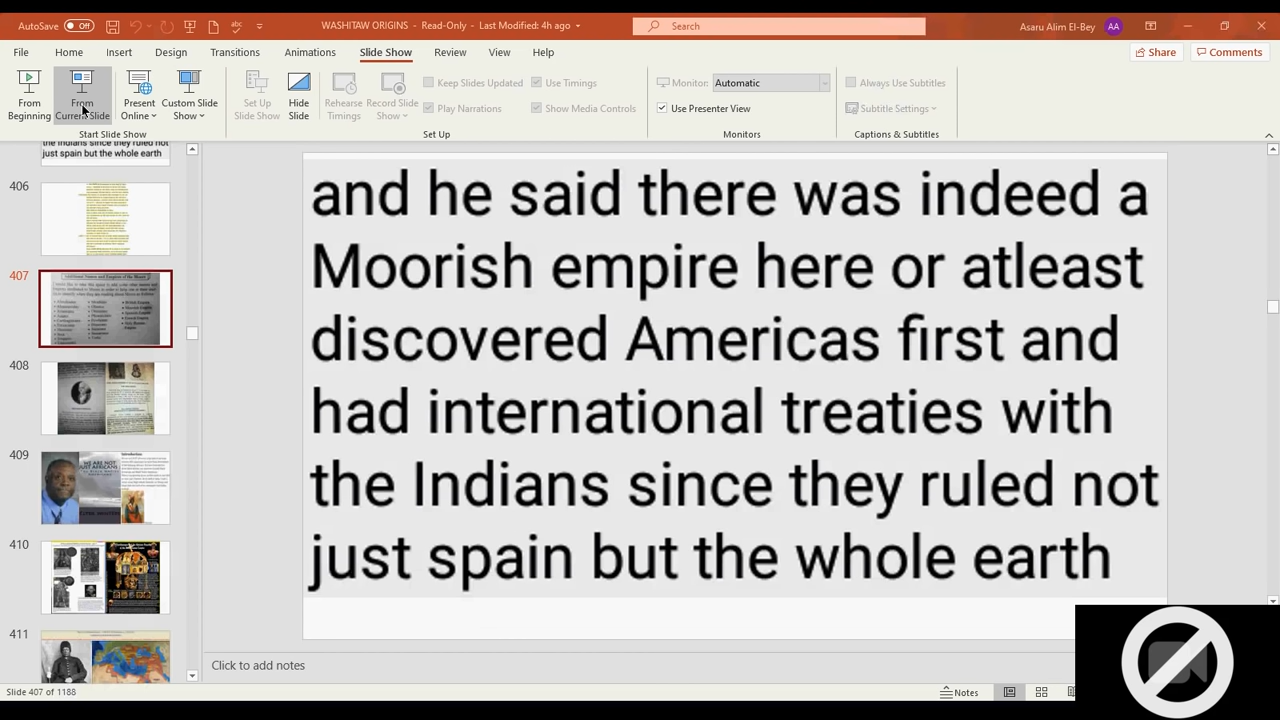 AutoSave Off
WASHITAW ORIGINS - Read-Only - Last Modified: 4h ago
Search
Asaru Alim El-Bey AA
File Home Insert Design Transitions Animations Slide Show Review View Help
Share Comments
From Beginning
From Current Slide
Present Online
Custom Slide Show
Set Up Slide Show
Hide Slide
Rehearse Timings
Record Slide Show
Keep Slides Updated
Play Narrations
Use Timings
Show Media Controls
Monitor: Automatic
Use Presenter View
Always Use Subtitles
Subtitle Settings
Start Slide Show
Set Up
Monitors
Captions & Subtitles
the Indians since they ruled not
just spain but the whole earth
406
407
408
409
410
411
and he said there was indeed a
Moorish empire here or atleast
discovered Americas first and
had international treaties with
the Indians since they ruled not
just spain but the whole earth
Click to add notes
Slide 407 of 1188
Notes